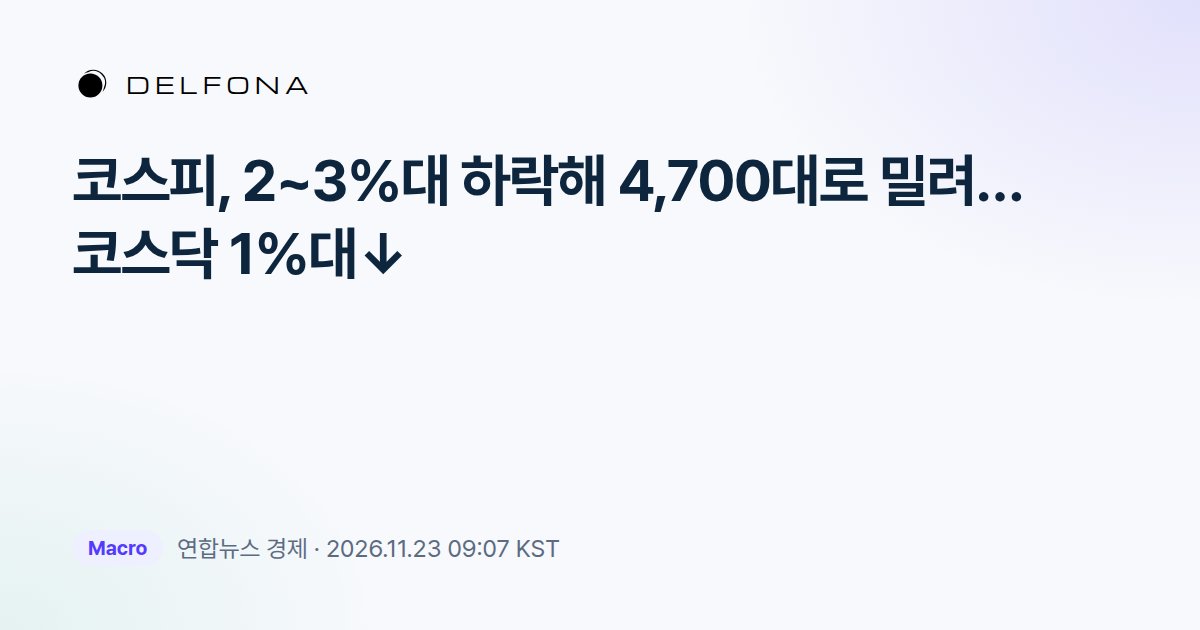 DELFONA
코스피, 2~3%대 하락해 4,700대로 밀려…
코스닥 1%대↓
Macro 연합뉴스 경제 · 2026.11.23 09:07 KST